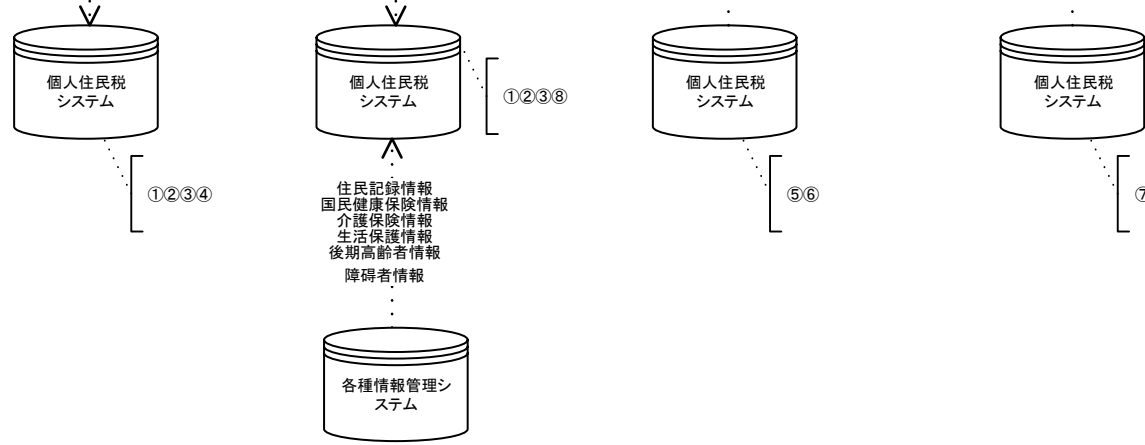 個人住民税
システム
①②③④
個人住民税
システム
①②③⑧
個人住民税
システム
⑤⑥
個人住民税
システム
⑦
住民記録情報
国民健康保険情報
介護保険情報
生活保護情報
後期高齢者情報
障碍者情報
各種情報管理シ
ステム